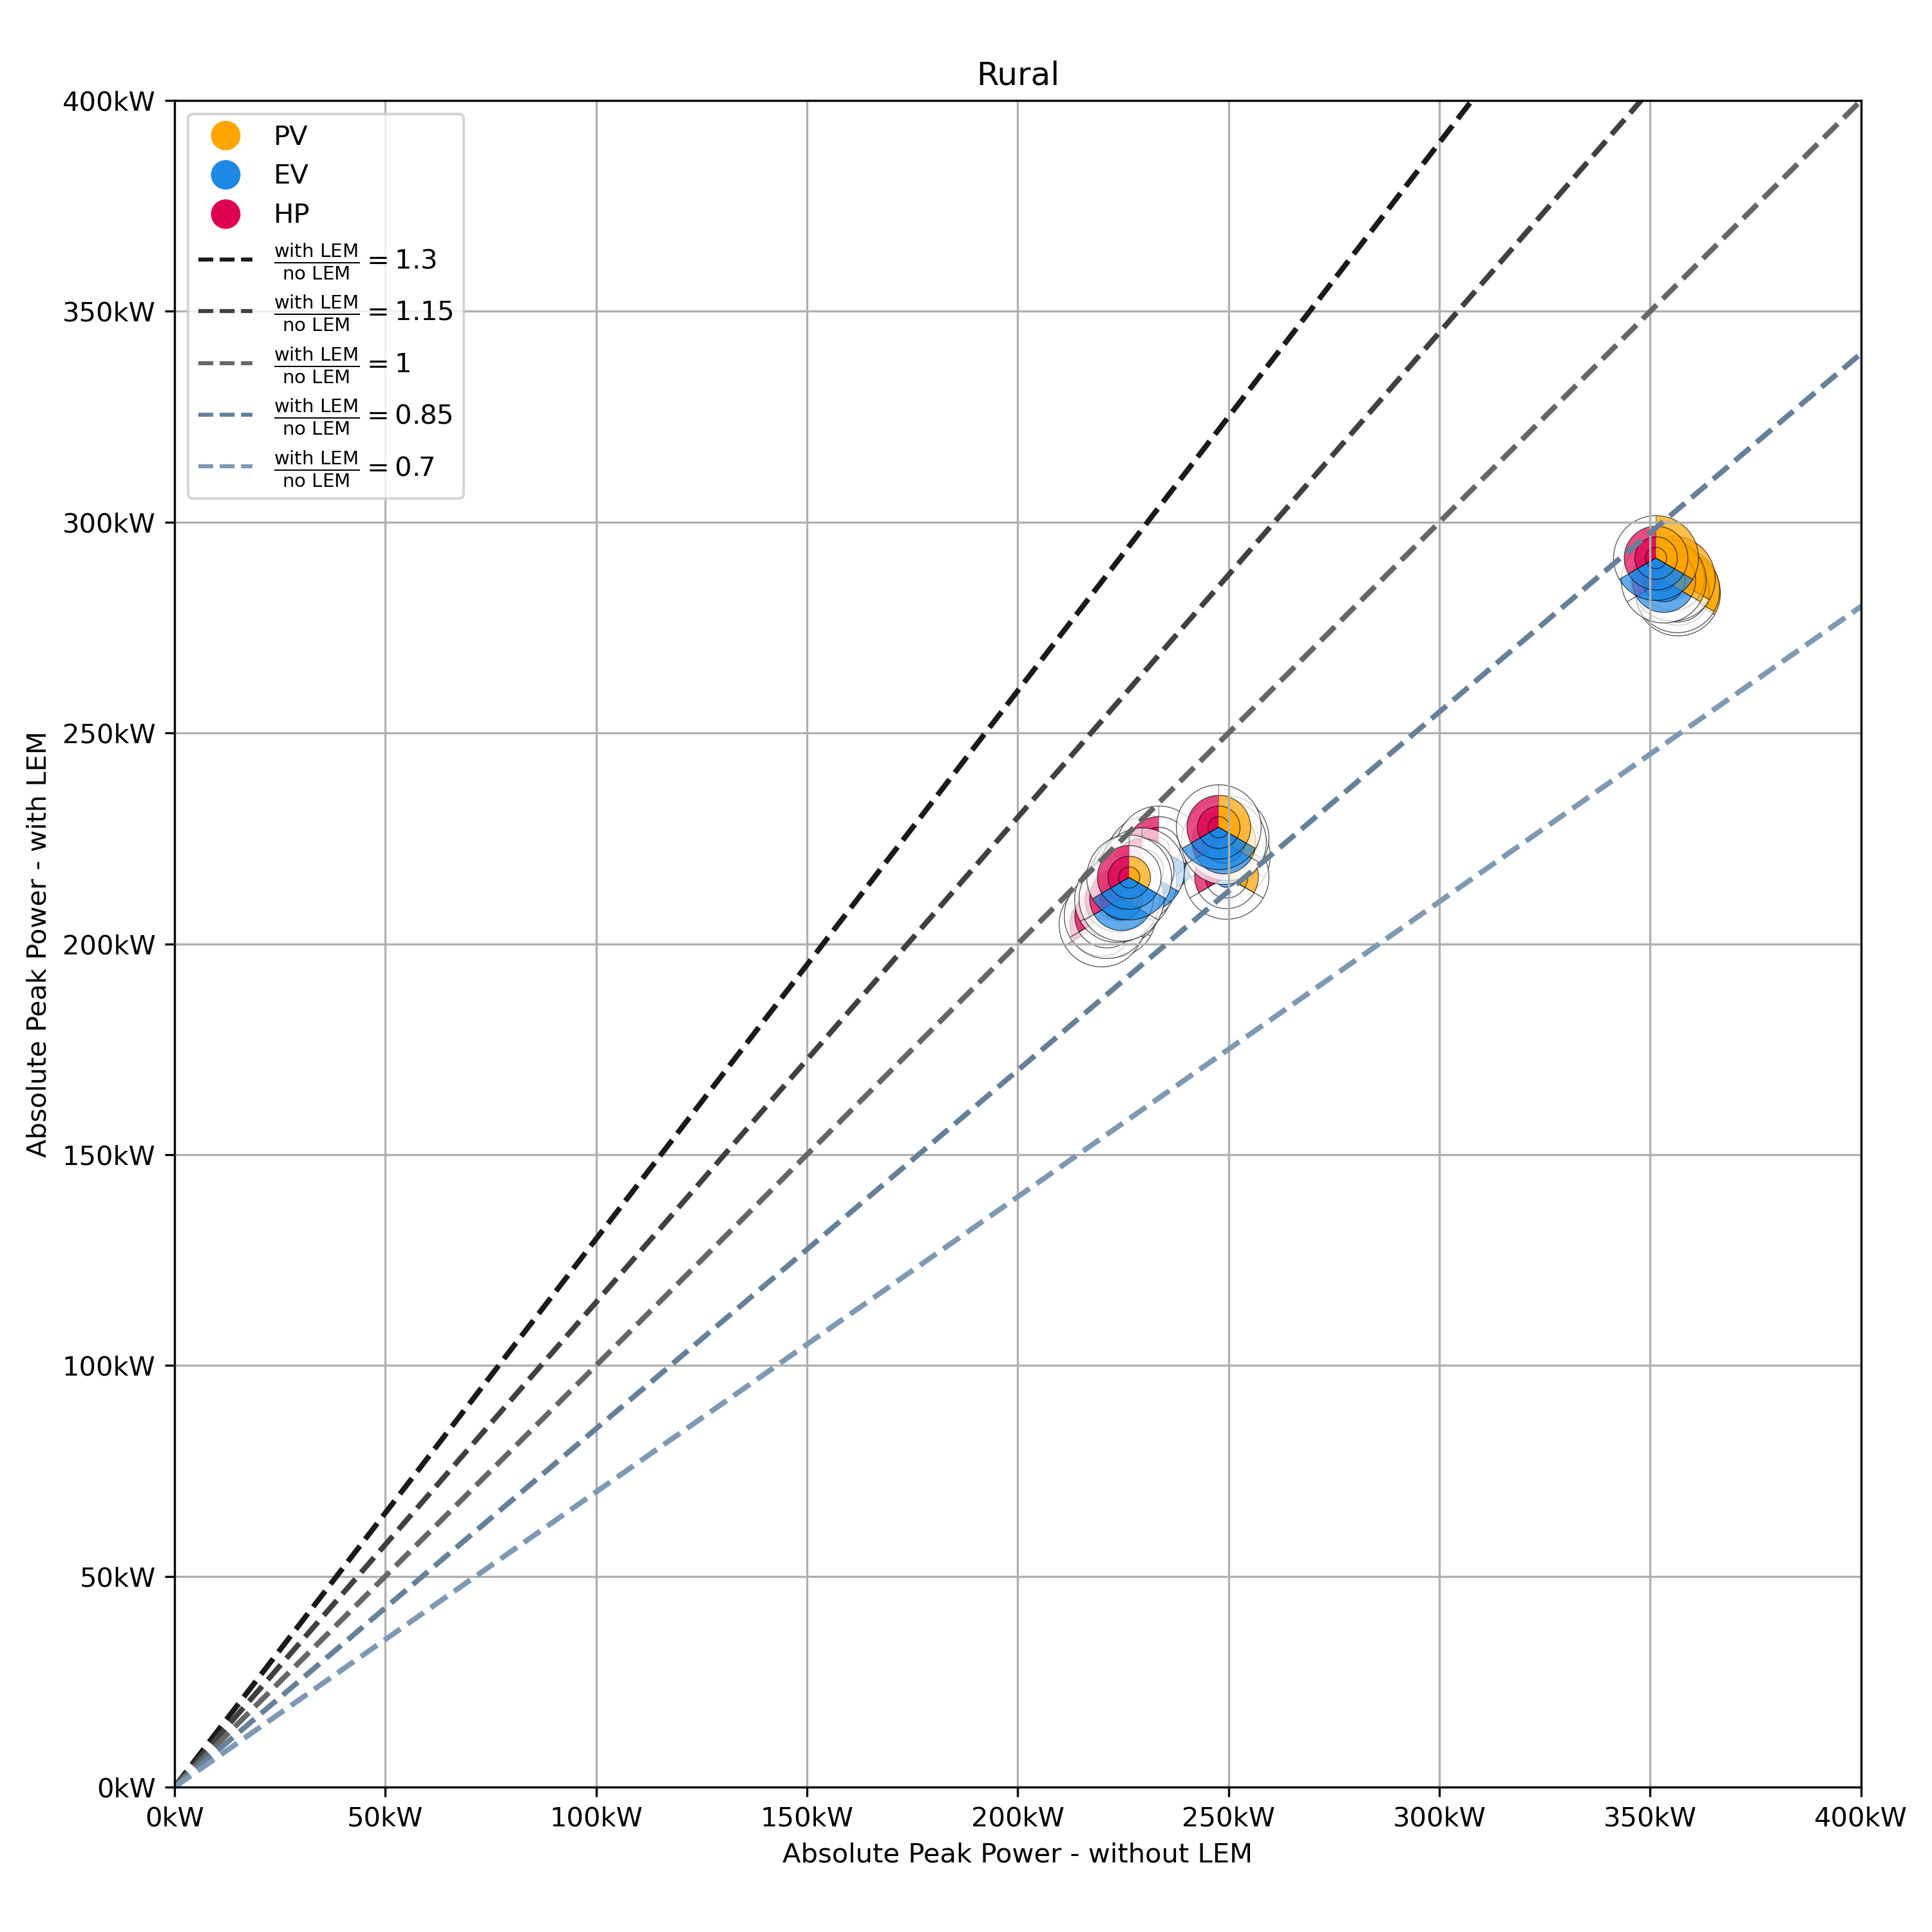 Rural
400kW
350kW
300kW
250kW
200kW
150kW
100kW
50kW
0kW
Absolute Peak Power - with LEM
PV
EV
HP
with LEM / no LEM = 1.3
with LEM / no LEM = 1.15
with LEM / no LEM = 1
with LEM / no LEM = 0.85
with LEM / no LEM = 0.7
0kW 50kW 100kW 150kW 200kW 250kW 300kW 350kW 400kW
Absolute Peak Power - without LEM